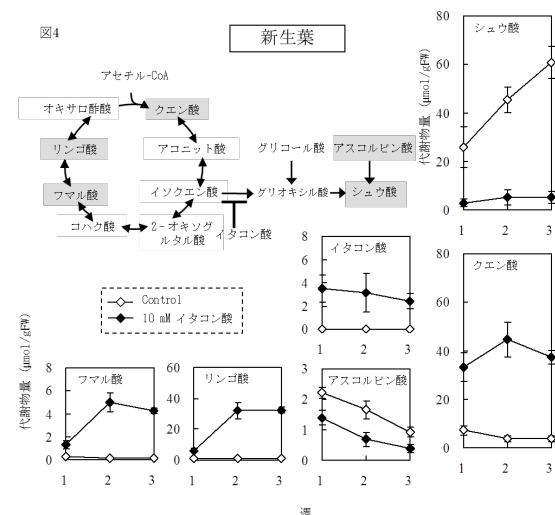 図4
新生葉
アセチル-CoA
オキサロ酢酸
クエン酸
リンゴ酸
アコニット酸
グリコール酸
アスコルビン酸
フマル酸
イソクエン酸
グリオキシル酸
シュウ酸
コハク酸
2-オキソグ
ルタル酸
イタコン酸
Control
10 mM イタコン酸
シュウ酸
代謝物量 (μmol/gFW)
80
60
40
20
0
1 2 3
イタコン酸
8
6
4
2
0
1 2 3
クエン酸
代謝物量 (μmol/gFW)
80
60
40
20
0
1 2 3
代謝物量 (μmol/gFW)
フマル酸
8
6
4
2
0
1 2 3
リンゴ酸
60
40
20
0
1 2 3
アスコルビン酸
3
2
1
0
1 2 3
週